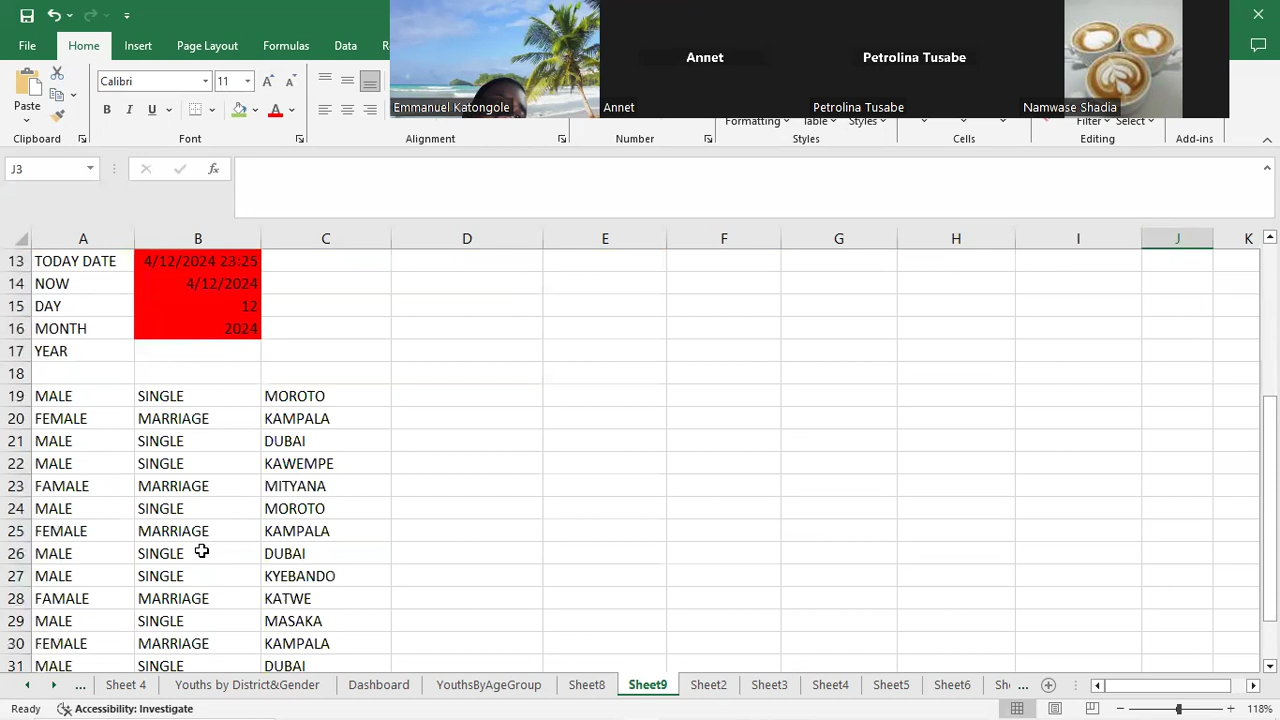 File Home Insert Page Layout Formulas Data
Annet
Petrolina Tusabe
Emmanuel Katongole
Annet
Petrolina Tusabe
Namwase Shadia
Paste
Calibri 11
B I U
Formatting Table Styles Filter Select
Clipboard Font Alignment Number Styles Cells Editing Add-ins
J3 fx
A B C D E F G H I J K
13 TODAY DATE 4/12/2024 23:25
14 NOW 4/12/2024
15 DAY 12
16 MONTH 2024
17 YEAR
18
19 MALE SINGLE MOROTO
20 FEMALE MARRIAGE KAMPALA
21 MALE SINGLE DUBAI
22 MALE SINGLE KAWEMPE
23 FAMALE MARRIAGE MITYANA
24 MALE SINGLE MOROTO
25 FEMALE MARRIAGE KAMPALA
26 MALE SINGLE DUBAI
27 MALE SINGLE KYEBANDO
28 FAMALE MARRIAGE KATWE
29 MALE SINGLE MASAKA
30 FEMALE MARRIAGE KAMPALA
31 MALE SINGLE DUBAI
... Sheet 4 Youths by District&Gender Dashboard YouthsByAgeGroup Sheet8 Sheet9 Sheet2 Sheet3 Sheet4 Sheet5 Sheet6 Sh ...
Ready Accessibility: Investigate 118%